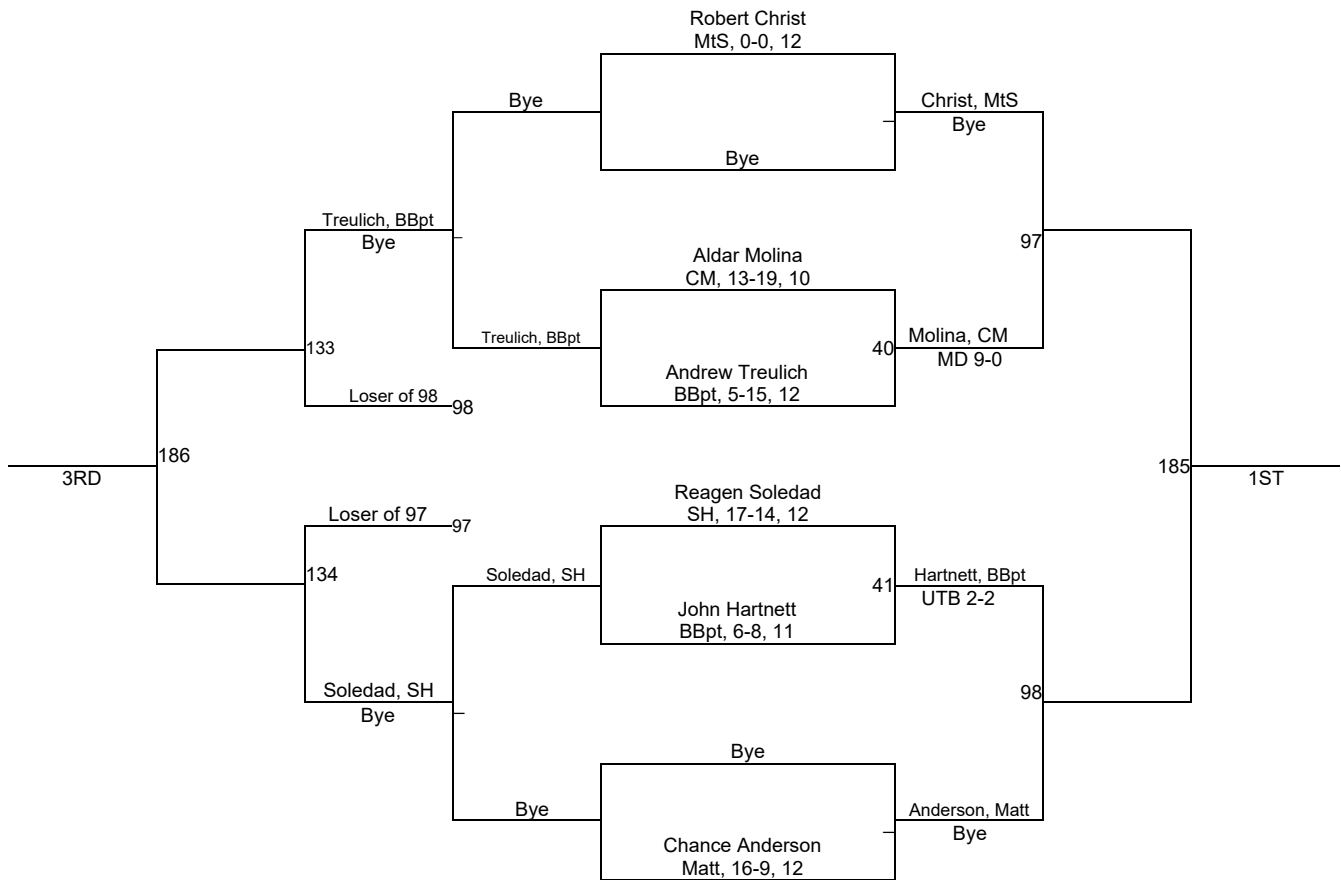 Robert Christ
MtS, 0-0, 12
Bye
Christ, MtS
Bye
Bye
Treulich, BBpt
Bye
97
Aldar Molina
CM, 13-19, 10
Treulich, BBpt
40
Molina, CM
MD 9-0
133
Andrew Treulich
BBpt, 5-15, 12
Loser of 98
98
186
3RD
185
1ST
Reagen Soledad
SH, 17-14, 12
Loser of 97
97
134
Soledad, SH
41
Hartnett, BBpt
UTB 2-2
John Hartnett
BBpt, 6-8, 11
Soledad, SH
Bye
98
Bye
Bye
Anderson, Matt
Bye
Chance Anderson
Matt, 16-9, 12